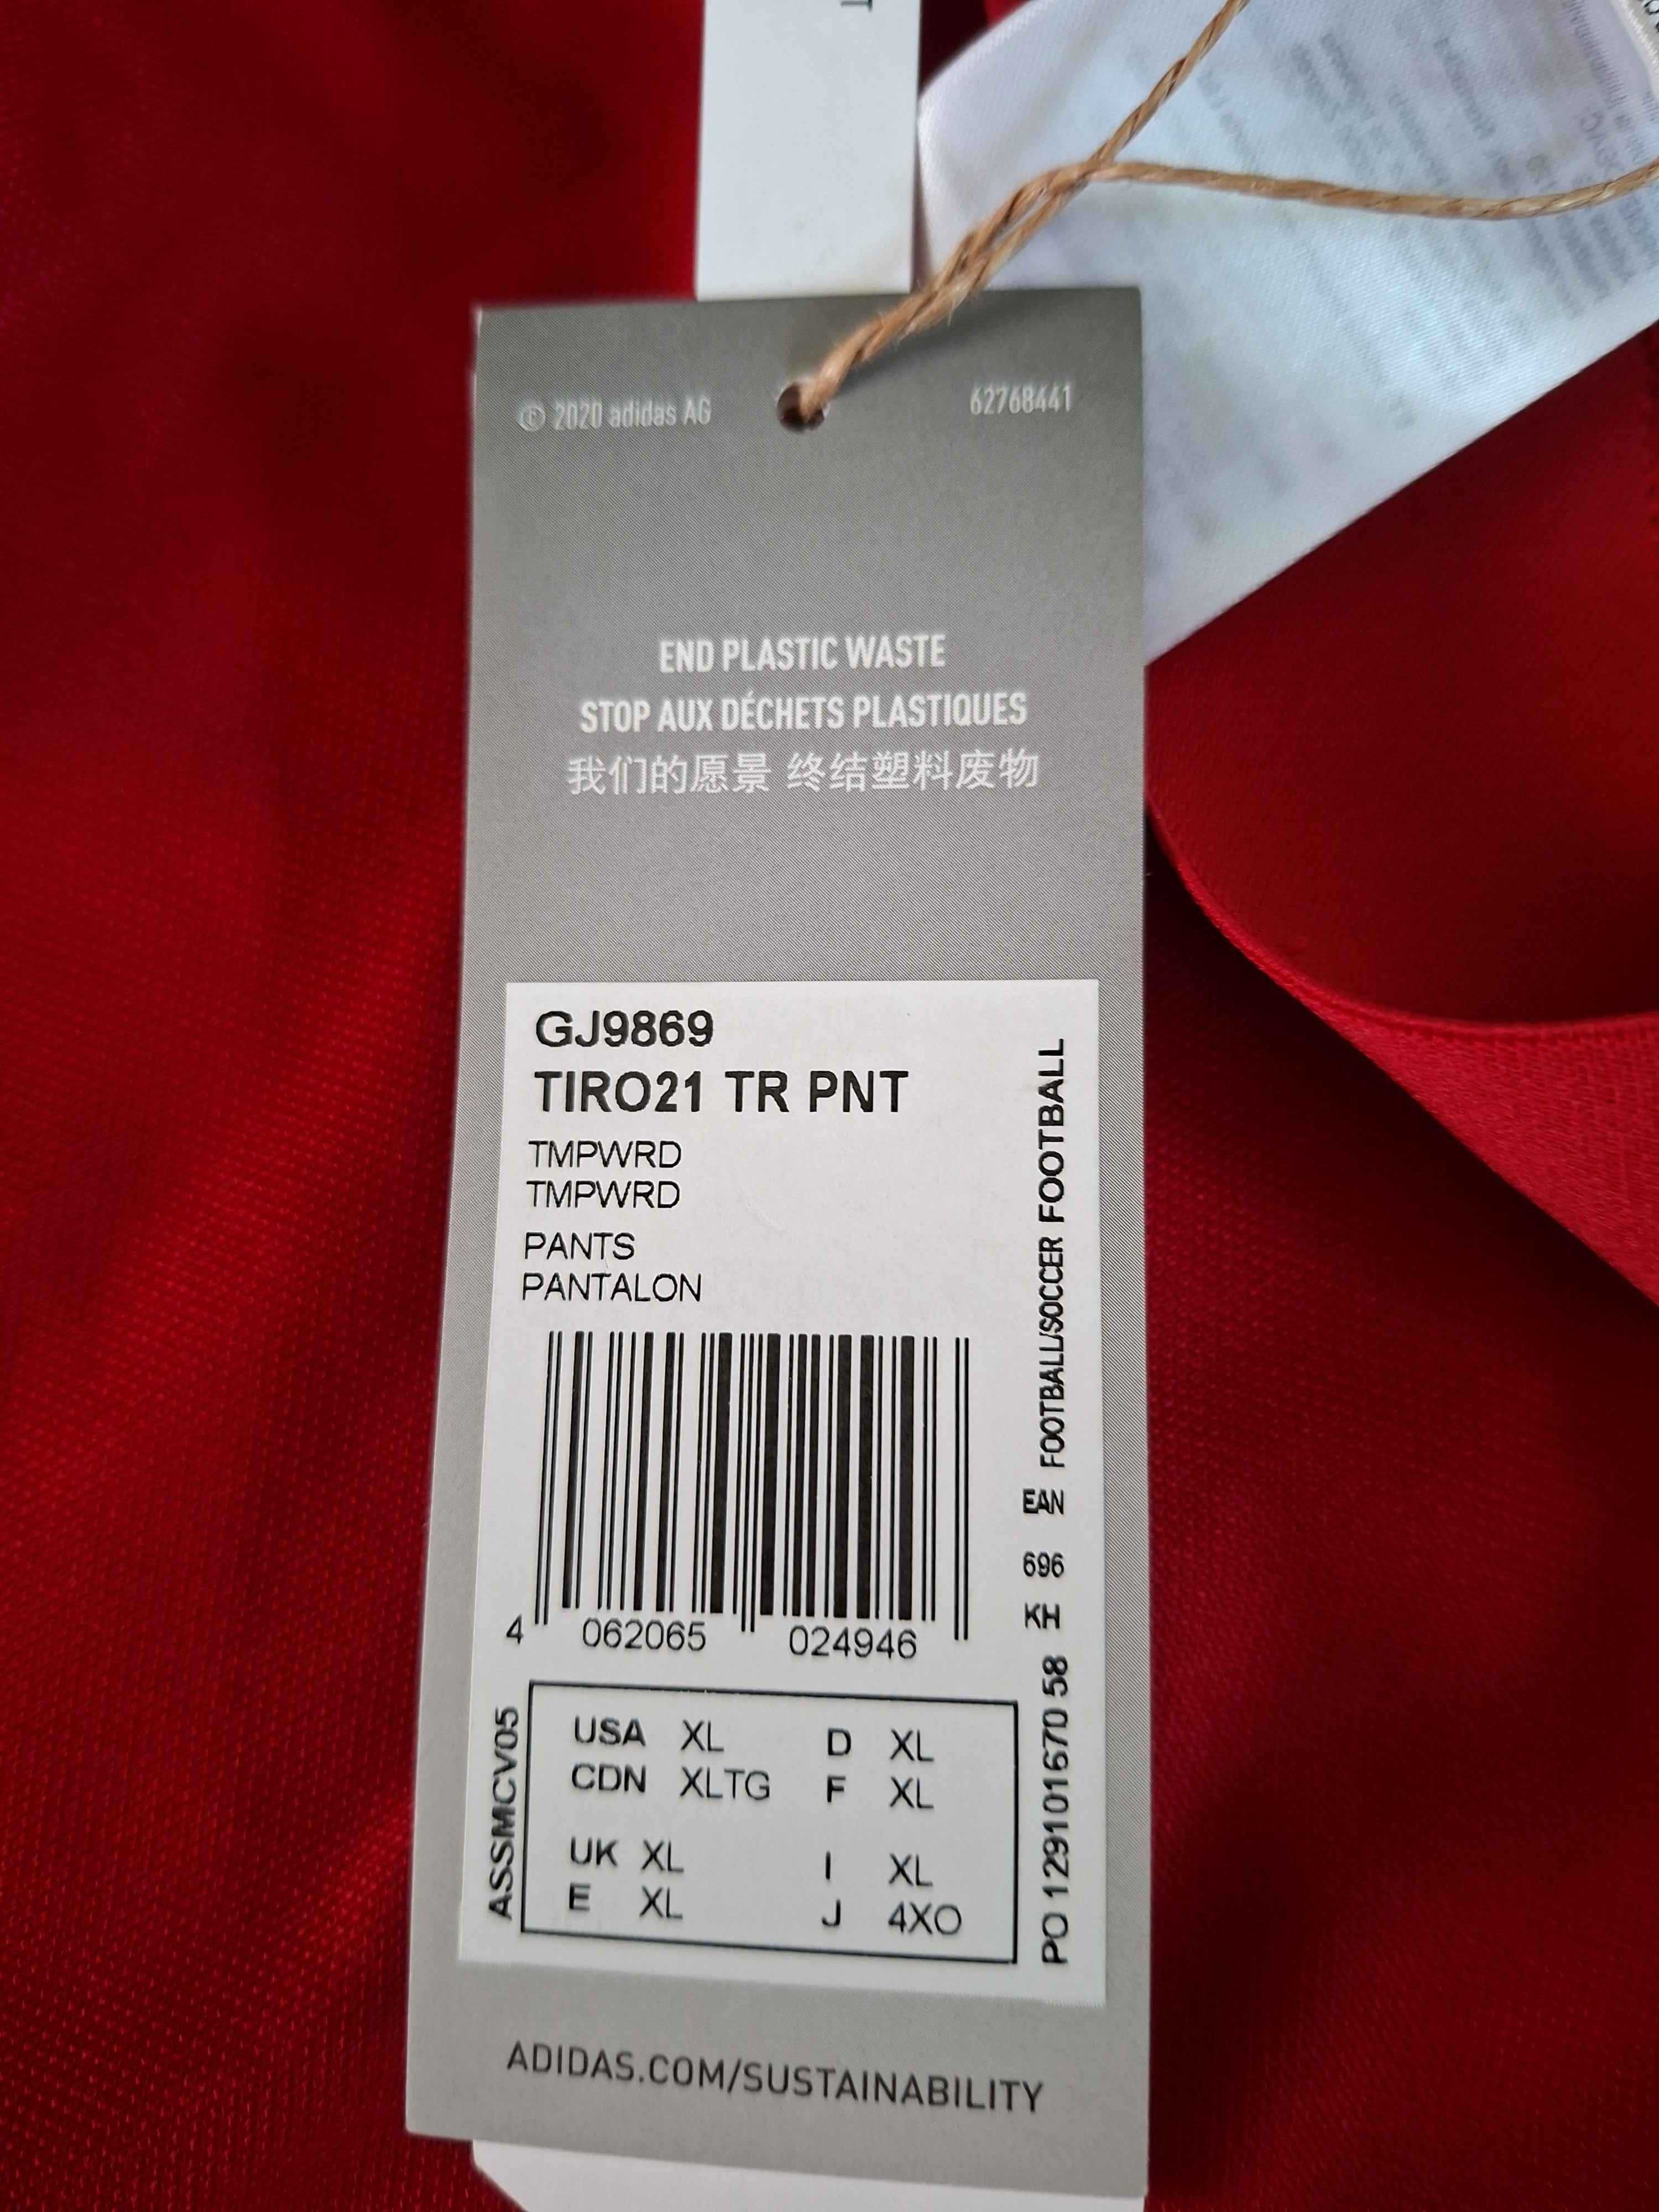 © 2020 adidas AG
62768441
END PLASTIC WASTE
STOP AUX DÉCHETS PLASTIQUES
我们的愿景 终结塑料废物
GJ9869
TIRO21 TR PNT
TMPWRD
TMPWRD
PANTS
PANTALON
4 062065 024946
FOOTBALL/SOCCER FOOTBALL
EAN
696
KH
PO 129101670 58
ASSMCV05
USA XL D XL
CDN XLTG F XL
UK XL I XL
E XL J 4XO
ADIDAS.COM/SUSTAINABILITY